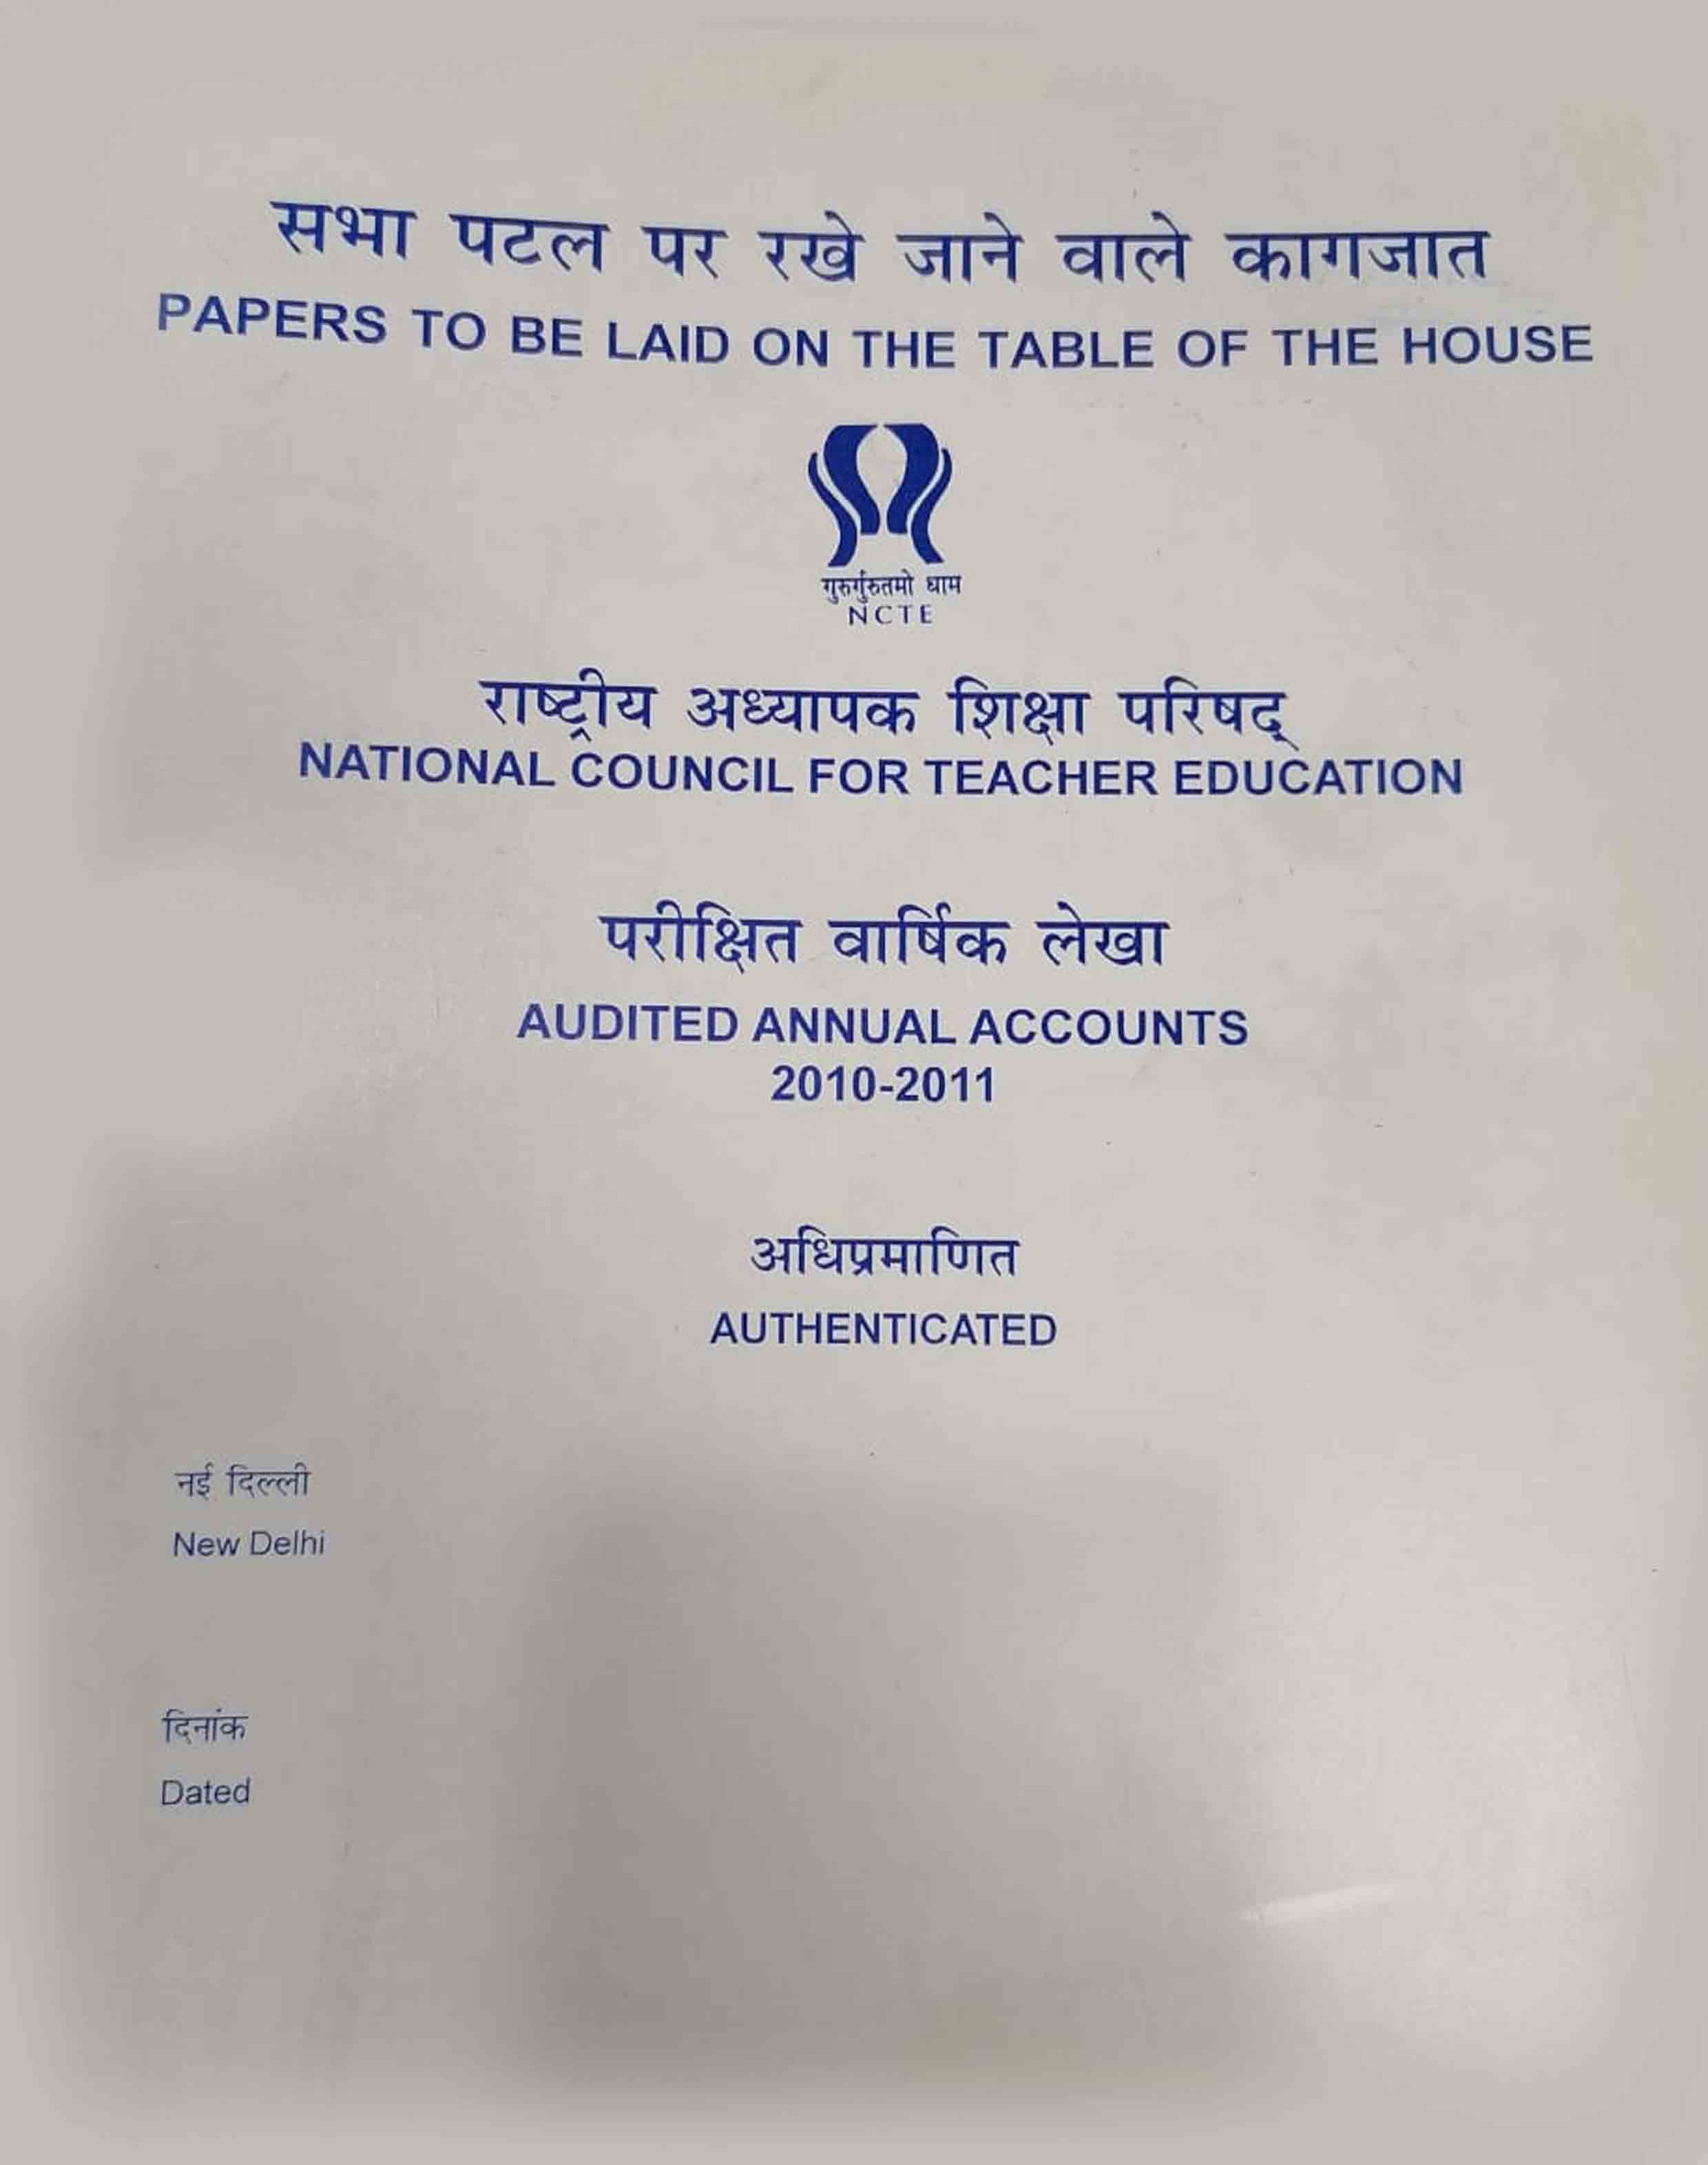 सभा पटल पर रखे जाने वाले कागजात
PAPERS TO BE LAID ON THE TABLE OF THE HOUSE
गुरुर्गुरुतमो धाम
NCTE
राष्ट्रीय अध्यापक शिक्षा परिषद्
NATIONAL COUNCIL FOR TEACHER EDUCATION
परीक्षित वार्षिक लेखा
AUDITED ANNUAL ACCOUNTS
2010-2011
अधिप्रमाणित
AUTHENTICATED
नई दिल्ली
New Delhi
दिनांक
Dated